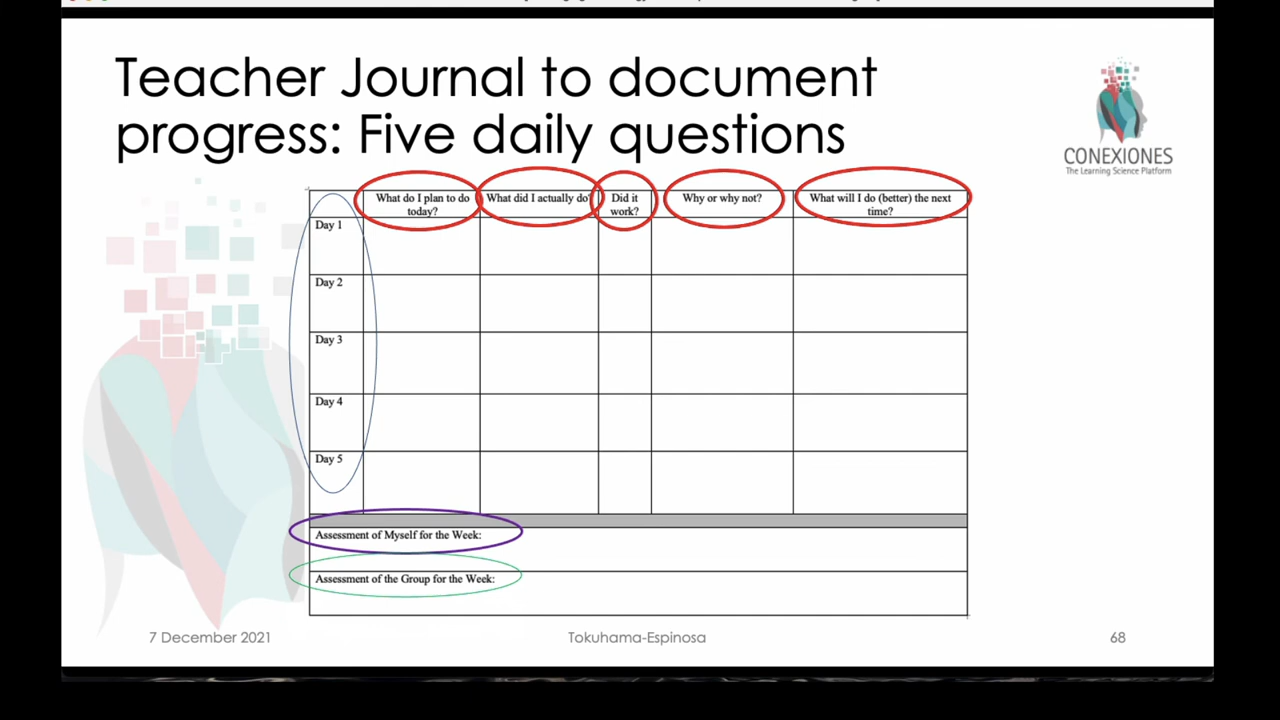 Teacher Journal to document
progress: Five daily questions
CONEXIONES
The Learning Science Platform
What do I plan to do
today?
What did I actually do?
Did it
work?
Why or why not?
What will I do (better) the next
time?
Day 1
Day 2
Day 3
Day 4
Day 5
Assessment of Myself for the Week:
Assessment of the Group for the Week:
7 December 2021
Tokuhama-Espinosa
68